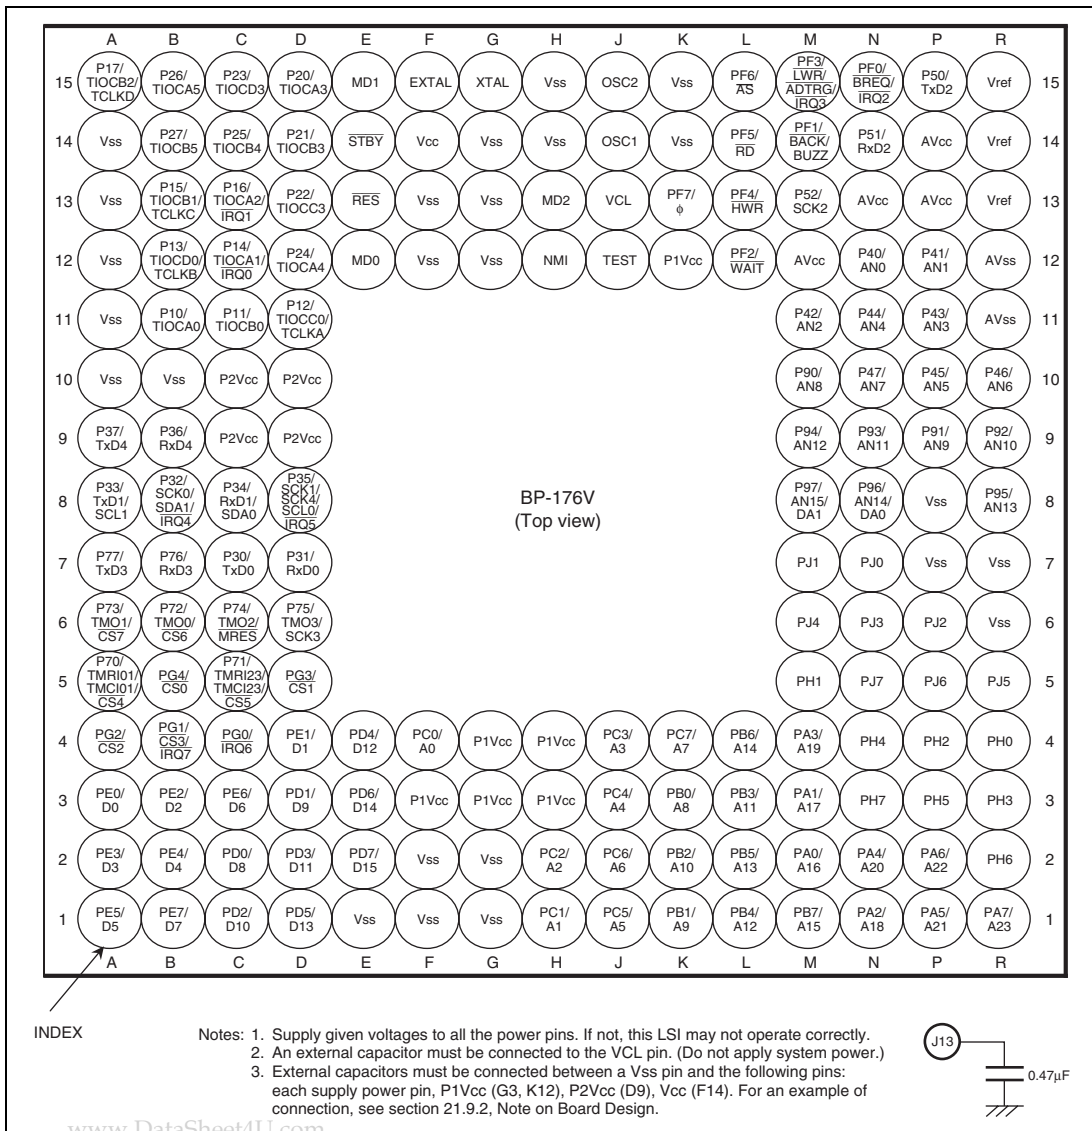 A B C D E F G H J K L M N P R
15 P17/TIOCB2/TCLKD P26/TIOCA5 P23/TIOCD3 P20/TIOCA3 MD1 EXTAL XTAL Vss OSC2 Vss PF6/AS PF3/LWR/ADTRG/IRQ3 PF0/BREQ/IRQ2 P50/TxD2 Vref 15
14 Vss P27/TIOCB5 P25/TIOCB4 P21/TIOCB3 STBY Vcc Vss Vss OSC1 Vss PF5/RD PF1/BACK/BUZZ P51/RxD2 AVcc Vref 14
13 Vss P15/TIOCB1/TCLKC P16/TIOCA2/IRQ1 P22/TIOCC3 RES Vss Vss MD2 VCL PF7/φ PF4/HWR P52/SCK2 AVcc AVcc Vref 13
12 Vss P13/TIOCD0/TCLKB P14/TIOCA1/IRQ0 P24/TIOCA4 MD0 Vss Vss NMI TEST P1Vcc PF2/WAIT AVcc P40/AN0 P41/AN1 AVss 12
11 Vss P10/TIOCA0 P11/TIOCB0 P12/TIOCC0/TCLKA P42/AN2 P44/AN4 P43/AN3 AVss 11
10 Vss Vss P2Vcc P2Vcc P90/AN8 P47/AN7 P45/AN5 P46/AN6 10
9 P37/TxD4 P36/RxD4 P2Vcc P2Vcc P94/AN12 P93/AN11 P91/AN9 P92/AN10 9
8 P33/TxD1/SCL1 P32/SCK0/SDA1/IRQ4 P34/RxD1/SDA0 P35/SCK1/SCK4/SCL0/IRQ5 BP-176V P97/AN15/DA1 P96/AN14/DA0 Vss P95/AN13 8
(Top view)
7 P77/TxD3 P76/RxD3 P30/TxD0 P31/RxD0 PJ1 PJ0 Vss Vss 7
6 P73/TMO1/CS7 P72/TMO0/CS6 P74/TMO2/MRES P75/TMO3/SCK3 PJ4 PJ3 PJ2 Vss 6
5 P70/TMRI01/TMCI01/CS4 PG4/CS0 P71/TMRI23/TMCI23/CS5 PG3/CS1 PH1 PJ7 PJ6 PJ5 5
4 PG2/CS2 PG1/CS3/IRQ7 PG0/IRQ6 PE1/D1 PD4/D12 PC0/A0 P1Vcc P1Vcc PC3/A3 PC7/A7 PB6/A14 PA3/A19 PH4 PH2 PH0 4
3 PE0/D0 PE2/D2 PE6/D6 PD1/D9 PD6/D14 P1Vcc P1Vcc P1Vcc PC4/A4 PB0/A8 PB3/A11 PA1/A17 PH7 PH5 PH3 3
2 PE3/D3 PE4/D4 PD0/D8 PD3/D11 PD7/D15 Vss Vss PC2/A2 PC6/A6 PB2/A10 PB5/A13 PA0/A16 PA4/A20 PA6/A22 PH6 2
1 PE5/D5 PE7/D7 PD2/D10 PD5/D13 Vss Vss Vss PC1/A1 PC5/A5 PB1/A9 PB4/A12 PB7/A15 PA2/A18 PA5/A21 PA7/A23 1
A B C D E F G H J K L M N P R
INDEX
Notes: 1. Supply given voltages to all the power pins. If not, this LSI may not operate correctly.
2. An external capacitor must be connected to the VCL pin. (Do not apply system power.)
3. External capacitors must be connected between a Vss pin and the following pins:
each supply power pin, P1Vcc (G3, K12), P2Vcc (D9), Vcc (F14). For an example of
connection, see section 21.9.2, Note on Board Design.
J13
0.47µF
www.DataSheet4U.com